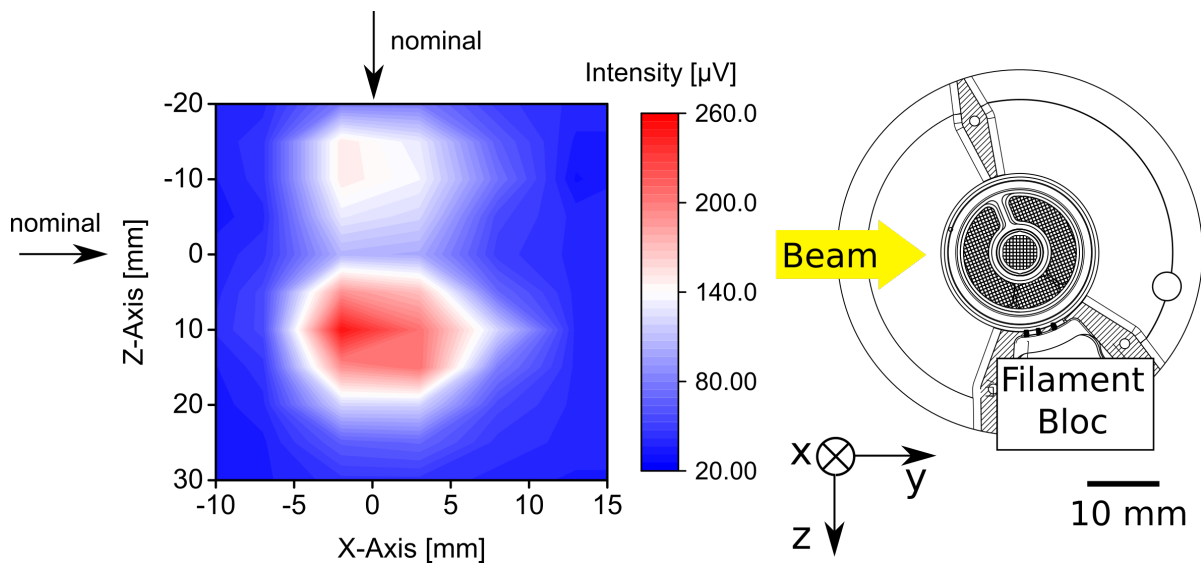 nominal
Intensity [µV]
-20
-10
0
10
20
30
nominal
Z-Axis [mm]
-10
-5
0
5
10
15
X-Axis [mm]
260.0
200.0
140.0
80.00
20.00
Beam
Filament
Bloc
x
y
z
10 mm